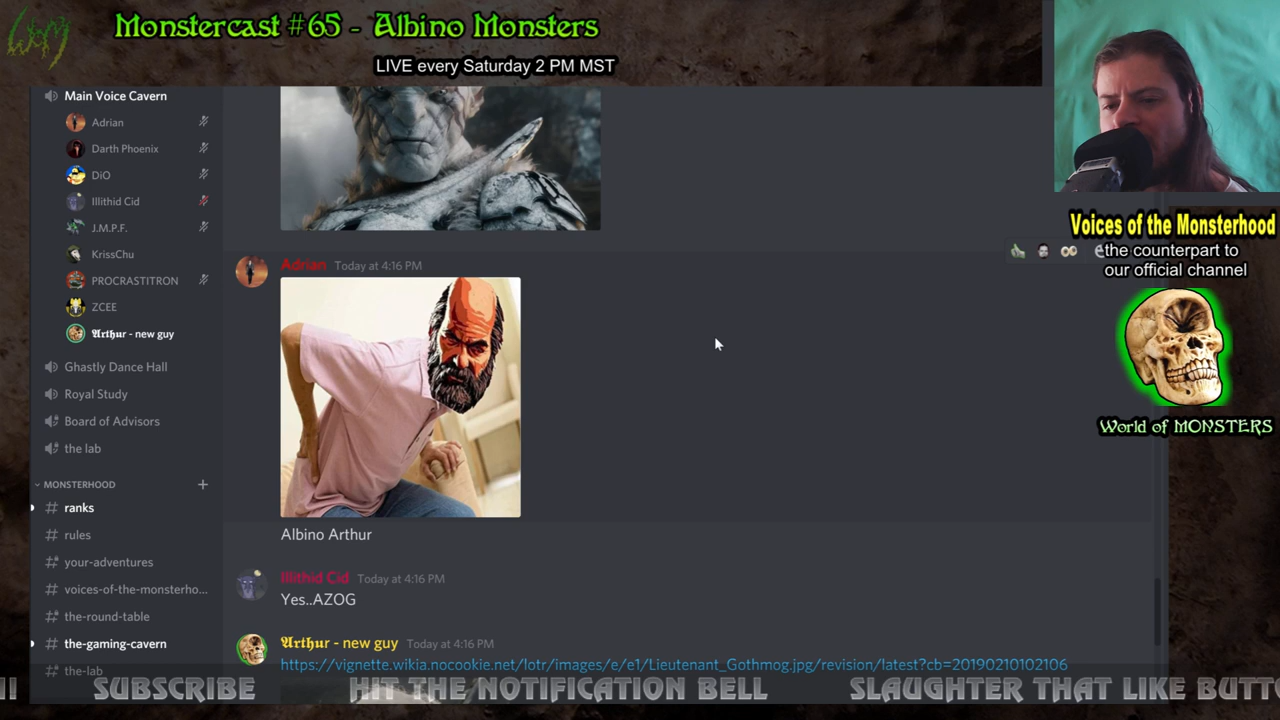 WoM
Monstercast #65 - Albino Monsters
LIVE every Saturday 2 PM MST
Main Voice Cavern
Adrian
Darth Phoenix
DiO
Illithid Cid
J.M.P.F.
KrissChu
PROCRASTITRON
ZCEE
Arthur - new guy
Ghastly Dance Hall
Royal Study
Board of Advisors
the lab
MONSTERHOOD
# ranks
# rules
# your-adventures
# voices-of-the-monsterho...
# the-round-table
# the-gaming-cavern
# the-lab
Adrian Today at 4:16 PM
Albino Arthur
Illithid Cid Today at 4:16 PM
Yes..AZOG
Arthur - new guy Today at 4:16 PM
https://vignette.wikia.nocookie.net/lotr/images/e/e1/Lieutenant_Gothmog.jpg/revision/latest?cb=20190210102106
Voices of the Monsterhood
the counterpart to
our official channel
World of MONSTERS
SUBSCRIBE HIT THE NOTIFICATION BELL SLAUGHTER THAT LIKE BUTTO